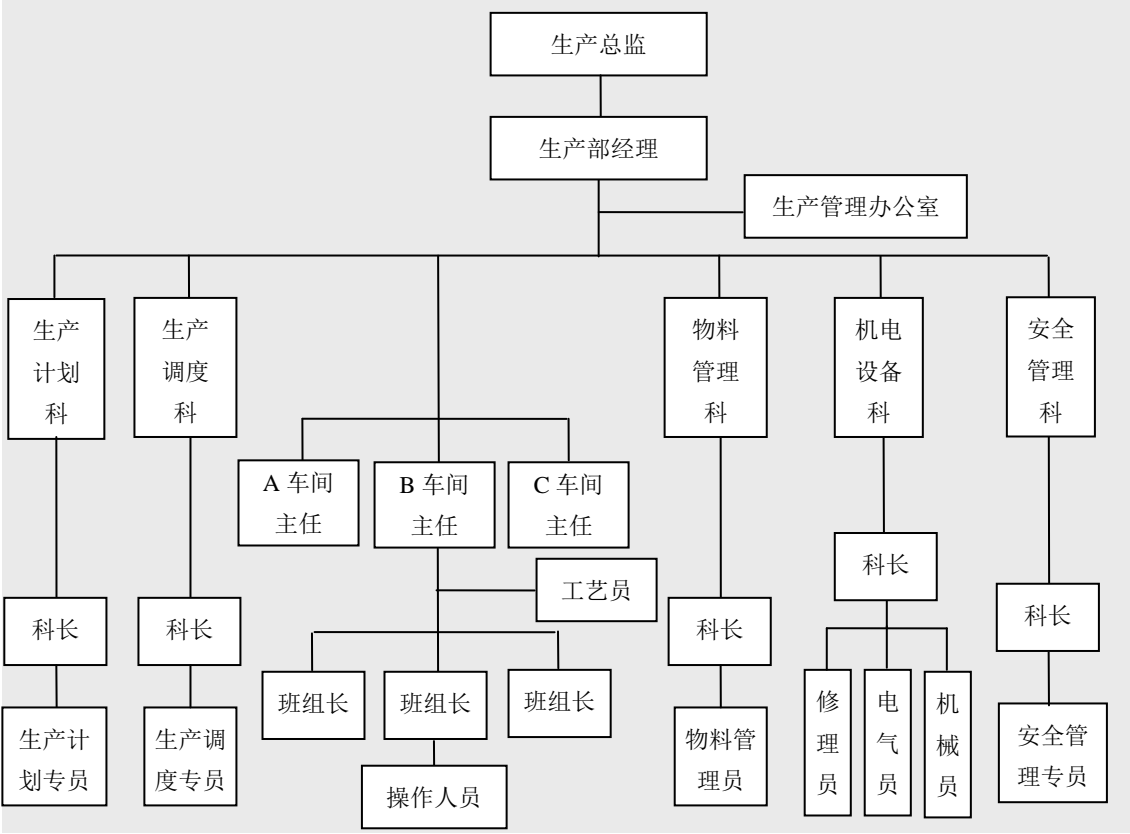 生产总监
生产部经理
生产管理办公室
生产
计划
科
生产
调度
科
物料
管理
科
机电
设备
科
安全
管理
科
A 车间
主任
B 车间
主任
C 车间
主任
科长
工艺员
科长
科长
科长
科长
班组长
班组长
班组长
修
理
员
电
气
员
机
械
员
生产计
划专员
生产调
度专员
物料管
理员
安全管
理专员
操作人员